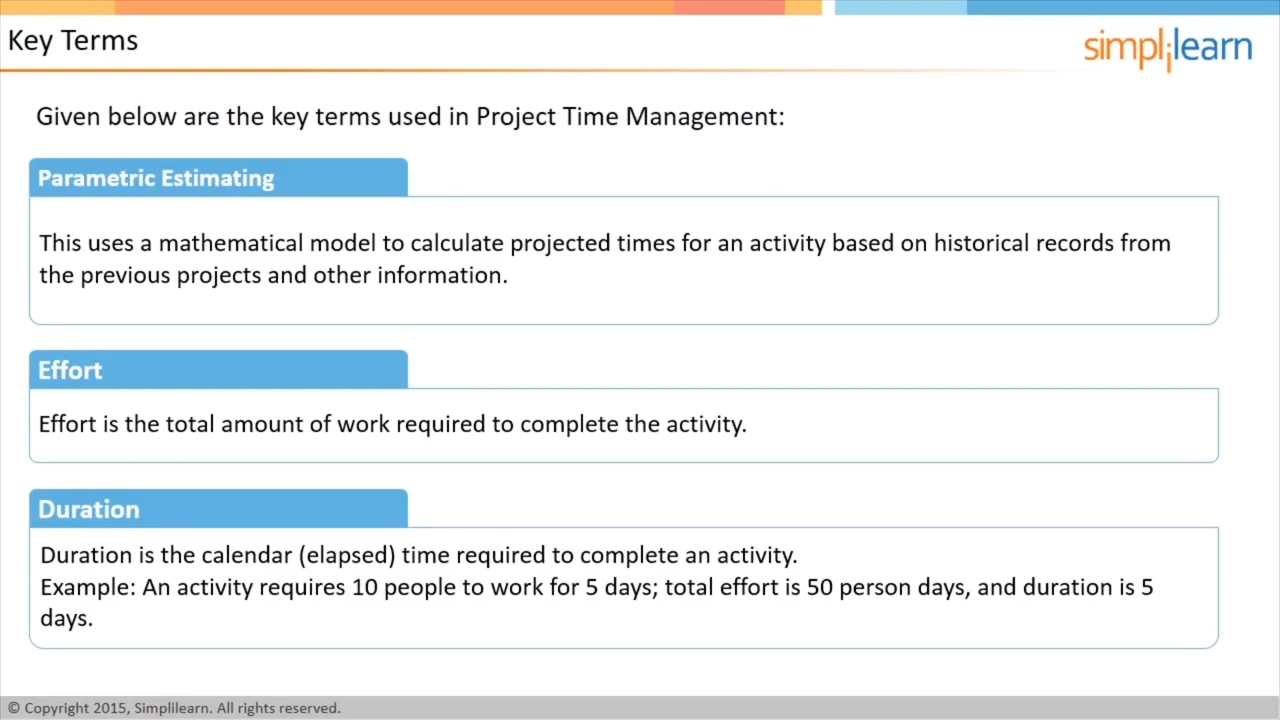 Key Terms
simplilearn
Given below are the key terms used in Project Time Management:
Parametric Estimating
This uses a mathematical model to calculate projected times for an activity based on historical records from
the previous projects and other information.
Effort
Effort is the total amount of work required to complete the activity.
Duration
Duration is the calendar (elapsed) time required to complete an activity.
Example: An activity requires 10 people to work for 5 days; total effort is 50 person days, and duration is 5
days.
© Copyright 2015, Simplilearn. All rights reserved.